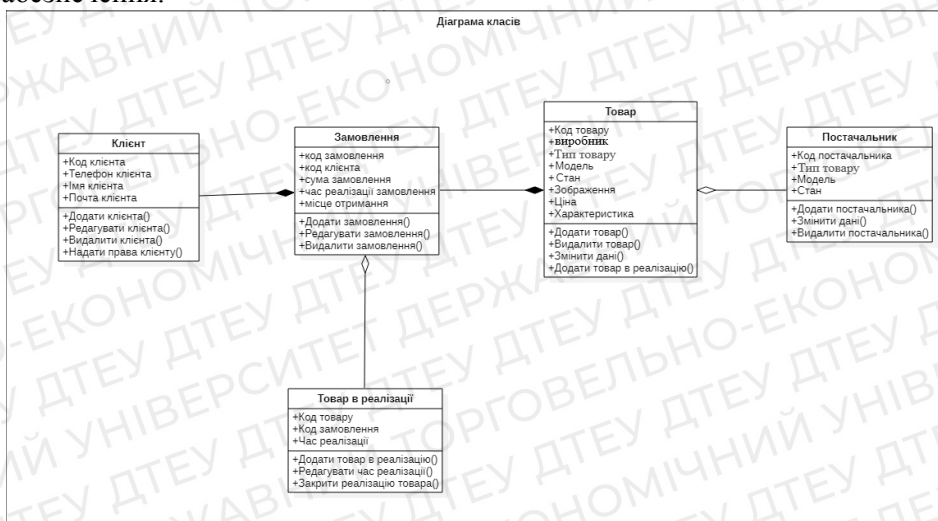 Діаграма класів
Клієнт
+Код клієнта
+Телефон клієнта
+Імя клієнта
+Почта клієнта
+Додати клієнта()
+Редагувати клієнта()
+Видалити клієнта()
+Надати права клієнту()
Замовлення
+код замовлення
+код клієнта
+сума замовлення
+час реалізації замовлення
+місце отримання
+Додати замовлення()
+Редагувати замовлення()
+Видалити замовлення()
Товар
+Код товару
+виробник
+Тип товару
+Модель
+ Стан
+Зображення
+Ціна
+Характеристика
+Додати товар()
+Видалити товар()
+Змінити дані()
+Додати товар в реалізацію()
Постачальник
+Код постачальника
+Тип товару
+Модель
+Стан
+Додати постачальника()
+Змінити дані()
+Видалити постачальника()
Товар в реалізації
+Код товару
+Код замовлення
+Час реалізації
+Додати товар в реалізацію()
+Редагувати час реалізації()
+Закрити реалізацію товара()